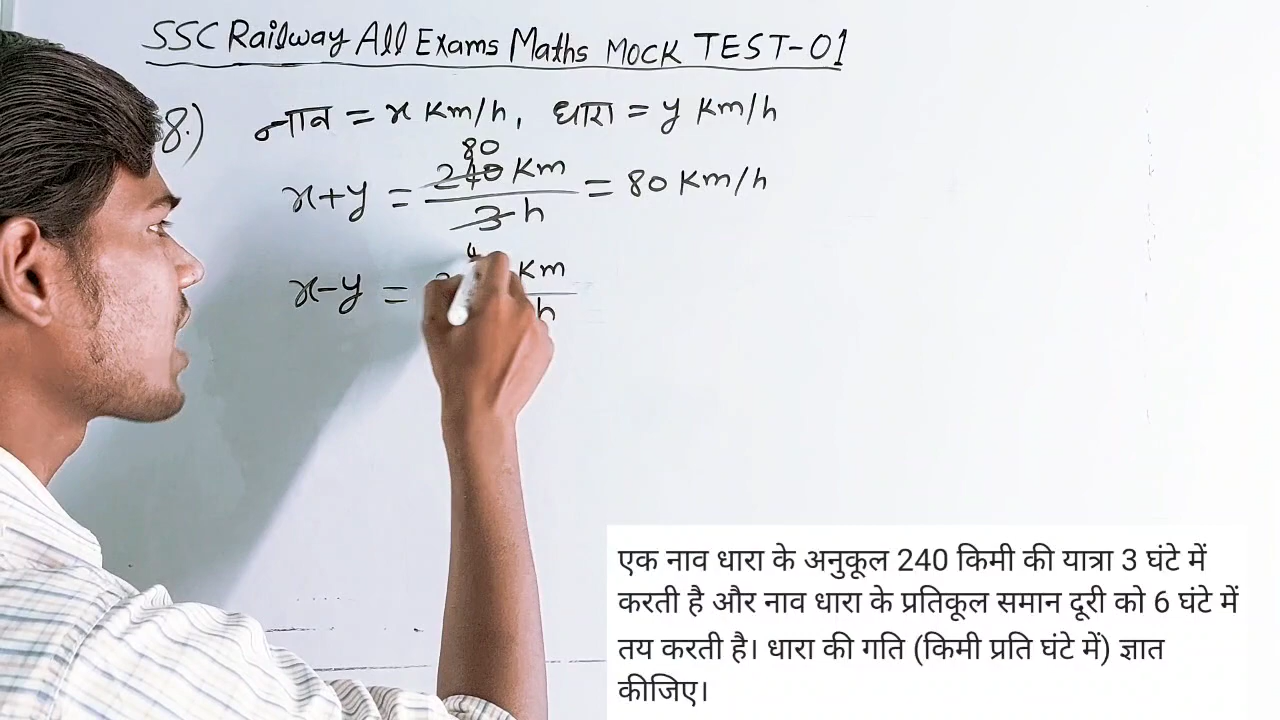 SSC Railway All Exams Maths MOCK TEST-01
8.) नाव = x Km/h, धारा = y Km/h
80
x+y = 240 Km / 3 h = 80 Km/h
4
x-y = Km / h
एक नाव धारा के अनुकूल 240 किमी की यात्रा 3 घंटे में
करती है और नाव धारा के प्रतिकूल समान दूरी को 6 घंटे में
तय करती है। धारा की गति (किमी प्रति घंटे में) ज्ञात
कीजिए।